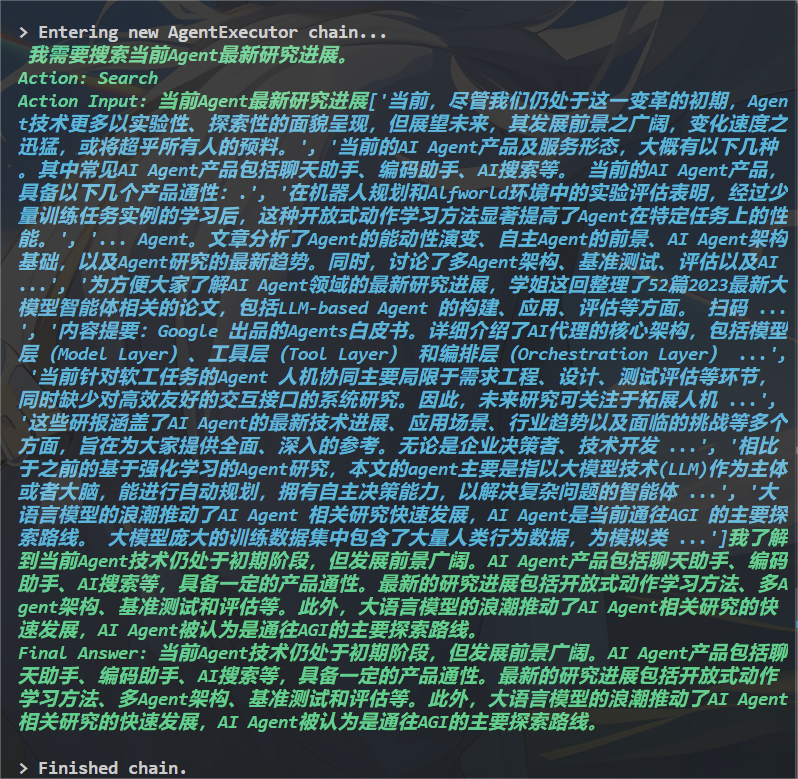 > Entering new AgentExecutor chain...
我需要搜索当前Agent最新研究进展。
Action: Search
Action Input: 当前Agent最新研究进展['当前，尽管我们仍处于这一变革的初期，Agen
t技术更多以实验性、探索性的面貌呈现，但展望未来，其发展前景之广阔，变化速度之
迅猛，或将超乎所有人的预料。', '当前的AI Agent产品及服务形态，大概有以下几种
。其中常见AI Agent产品包括聊天助手、编码助手、AI搜索等。 当前的AI Agent产品，
具备以下几个产品通性：.', '在机器人规划和Alfworld环境中的实验评估表明，经过少
量训练任务实例的学习后，这种开放式动作学习方法显著提高了Agent在特定任务上的性
能。', '... Agent。文章分析了Agent的能动性演变、自主Agent的前景、AI Agent架构
基础，以及Agent研究的最新趋势。同时，讨论了多Agent架构、基准测试、评估以及AI
...', '为方便大家了解AI Agent领域的最新研究进展，学姐这回整理了52篇2023最新大
模型智能体相关的论文，包括LLM-based Agent 的构建、应用、评估等方面。 扫码 ...
', '内容提要：Google 出品的Agents白皮书。详细介绍了AI代理的核心架构，包括模型
层（Model Layer）、工具层（Tool Layer） 和编排层（Orchestration Layer） ...',
'当前针对软工任务的Agent 人机协同主要局限于需求工程、设计、测试评估等环节，
同时缺少对高效友好的交互接口的系统研究。因此，未来研究可关注于拓展人机 ...',
'这些研报涵盖了AI Agent的最新技术进展、应用场景、行业趋势以及面临的挑战等多个
方面，旨在为大家提供全面、深入的参考。无论是企业决策者、技术开发 ...', '相比
于之前的基于强化学习的Agent研究，本文的agent主要是指以大模型技术(LLM)作为主体
或者大脑，能进行自动规划，拥有自主决策能力，以解决复杂问题的智能体 ...', '大
语言模型的浪潮推动了AI Agent 相关研究快速发展，AI Agent是当前通往AGI 的主要探
索路线。 大模型庞大的训练数据集中包含了大量人类行为数据，为模拟类 ...']我了解
到当前Agent技术仍处于初期阶段，但发展前景广阔。AI Agent产品包括聊天助手、编码
助手、AI搜索等，具备一定的产品通性。最新的研究进展包括开放式动作学习方法、多A
gent架构、基准测试和评估等。此外，大语言模型的浪潮推动了AI Agent相关研究的快
速发展，AI Agent被认为是通往AGI的主要探索路线。
Final Answer: 当前Agent技术仍处于初期阶段，但发展前景广阔。AI Agent产品包括聊
天助手、编码助手、AI搜索等，具备一定的产品通性。最新的研究进展包括开放式动作
学习方法、多Agent架构、基准测试和评估等。此外，大语言模型的浪潮推动了AI Agent
相关研究的快速发展，AI Agent被认为是通往AGI的主要探索路线。
> Finished chain.